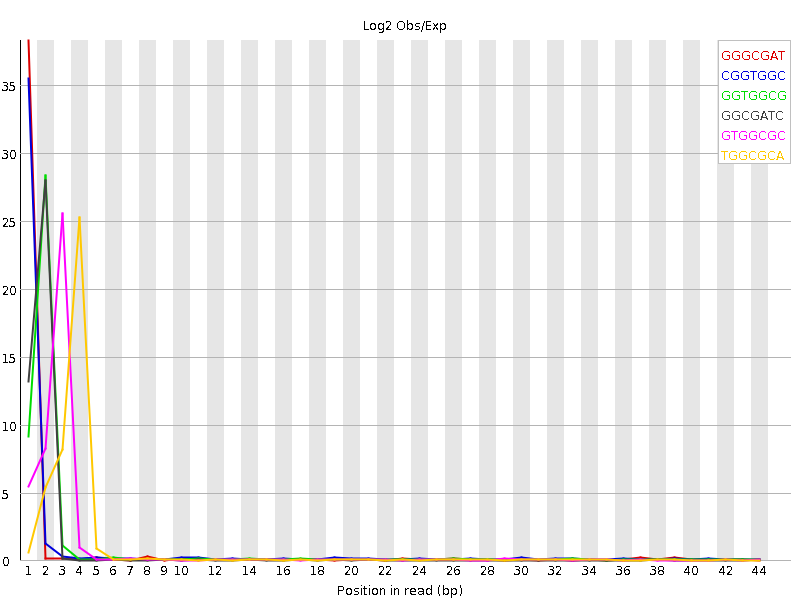 Log2 Obs/Exp
GGGCGAT
CGGTGGC
GGTGGCG
GGCGATC
GTGGCGC
TGGCGCA
35
30
25
20
15
10
5
0
1 2 3 4 5 6 7 8 9 10 12 14 16 18 20 22 24 26 28 30 32 34 36 38 40 42 44
Position in read (bp)